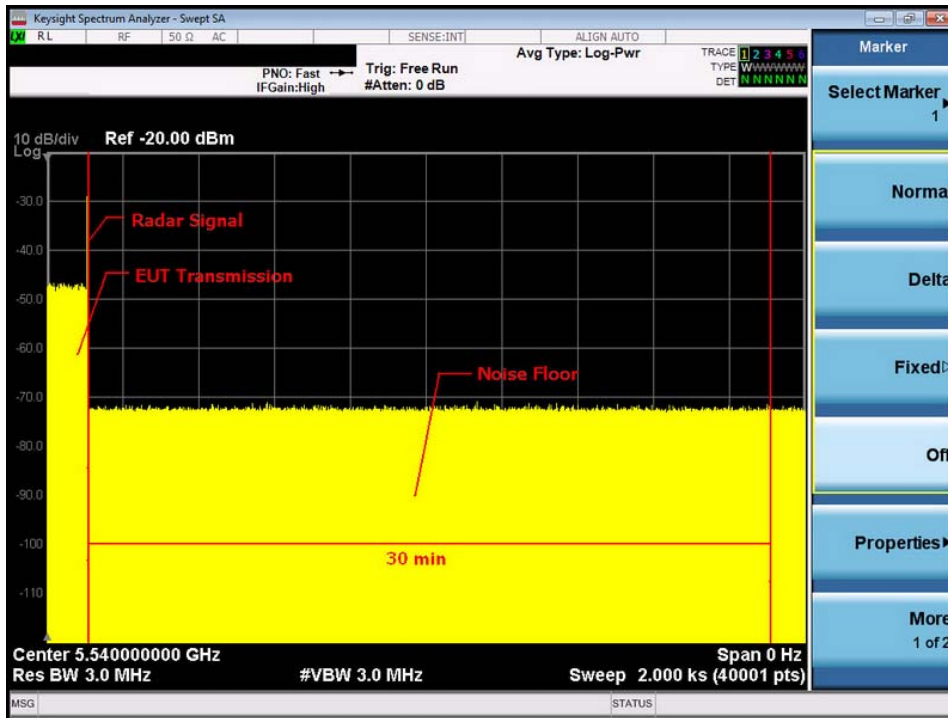 Keysight Spectrum Analyzer - Swept SA
LXI RL RF 50 Ω AC SENSE:INT ALIGN AUTO
Marker
Avg Type: Log-Pwr
TRACE 1 2 3 4 5 6
PNO: Fast Trig: Free Run
TYPE WWWWWWW
IFGain:High #Atten: 0 dB
DET N N N N N N
Select Marker
1
10 dB/div Ref -20.00 dBm
Log
Normal
-30.0
Radar Signal
-40.0
EUT Transmission
Delta
-50.0
-60.0
Fixed
Noise Floor
-70.0
-80.0
Off
-90.0
-100
30 min
Properties
-110
More
1 of 2
Center 5.540000000 GHz Span 0 Hz
Res BW 3.0 MHz #VBW 3.0 MHz Sweep 2.000 ks (40001 pts)
MSG STATUS